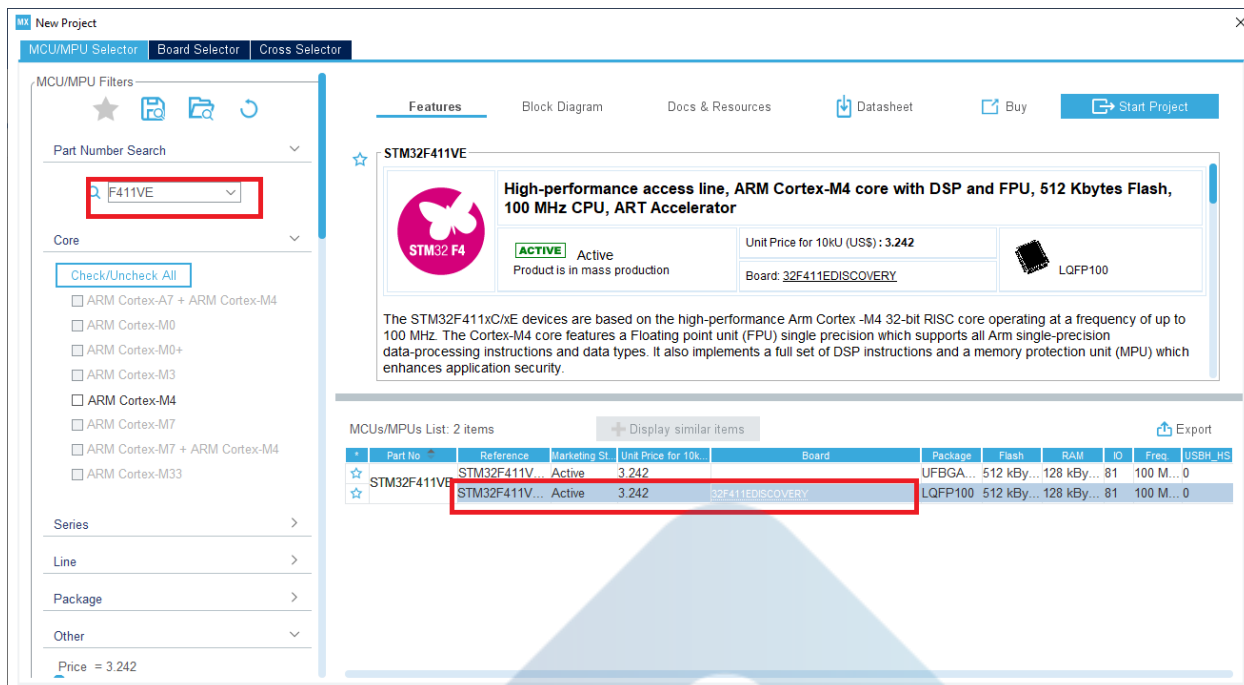 MX New Project
MCU/MPU Selector Board Selector Cross Selector
MCU/MPU Filters
Part Number Search
F411VE
Core
Check/Uncheck All
ARM Cortex-A7 + ARM Cortex-M4
ARM Cortex-M0
ARM Cortex-M0+
ARM Cortex-M3
ARM Cortex-M4
ARM Cortex-M7
ARM Cortex-M7 + ARM Cortex-M4
ARM Cortex-M33
Series
Line
Package
Other
Price = 3.242
Features Block Diagram Docs & Resources Datasheet Buy Start Project
STM32F411VE
STM32 F4
High-performance access line, ARM Cortex-M4 core with DSP and FPU, 512 Kbytes Flash,
100 MHz CPU, ART Accelerator
ACTIVE Active
Product is in mass production
Unit Price for 10kU (US$) : 3.242
Board: 32F411EDISCOVERY
LQFP100
The STM32F411xC/xE devices are based on the high-performance Arm Cortex -M4 32-bit RISC core operating at a frequency of up to
100 MHz. The Cortex-M4 core features a Floating point unit (FPU) single precision which supports all Arm single-precision
data-processing instructions and data types. It also implements a full set of DSP instructions and a memory protection unit (MPU) which
enhances application security.
MCUs/MPUs List: 2 items Display similar items Export
* Part No Reference Marketing St... Unit Price for 10k... Board Package Flash RAM IO Freq. USBH_HS
STM32F411VE
STM32F411V... Active 3.242 UFBGA... 512 kBy... 128 kBy... 81 100 M... 0
STM32F411V... Active 3.242 32F411EDISCOVERY LQFP100 512 kBy... 128 kBy... 81 100 M... 0